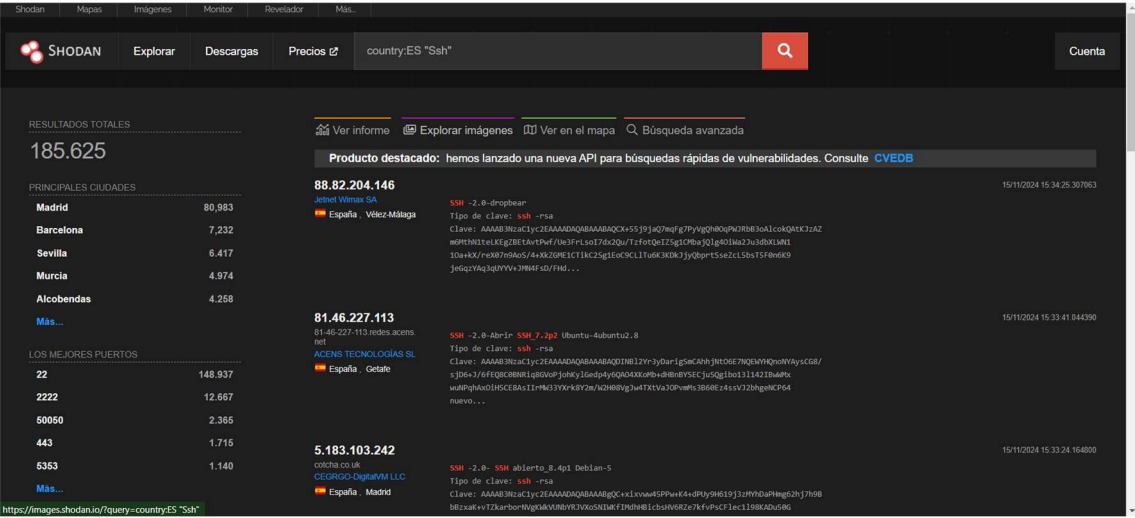 Shodan Mapas Imágenes Monitor Revelador Más...
SHODAN Explorar Descargas Precios country:ES "Ssh" Cuenta
RESULTADOS TOTALES
185.625
PRINCIPALES CIUDADES
Madrid 80,983
Barcelona 7,232
Sevilla 6.417
Murcia 4.974
Alcobendas 4.258
Más...
LOS MEJORES PUERTOS
22 148.937
2222 12.667
50050 2.365
443 1.715
5353 1.140
Más...
https://images.shodan.io/?query=country:ES "Ssh"
Ver informe Explorar imágenes Ver en el mapa Búsqueda avanzada
Producto destacado: hemos lanzado una nueva API para búsquedas rápidas de vulnerabilidades. Consulte CVEDB
88.82.204.146
15/11/2024 15:34:25.307063
Jetnet Wimax SA
España , Vélez-Málaga
SSH -2.0-dropbear
Tipo de clave: ssh -rsa
Clave:
81.46.227.113
15/11/2024 15:33:41.044390
81-46-227-113.redes.acens.
net
ACENS TECNOLOGÍAS SL
España , Getafe
SSH -2.0-Abrir SSH_7.2p2 Ubuntu-4ubuntu2.8
Tipo de clave: ssh -rsa
Clave:
nuevo...
5.183.103.242
15/11/2024 15:33:24.164800
cotcha.co.uk
CEGRGO-DigitalVM LLC
España , Madrid
SSH -2.0- SSH abierto_8.4p1 Debian-5
Tipo de clave: ssh -rsa
Clave: